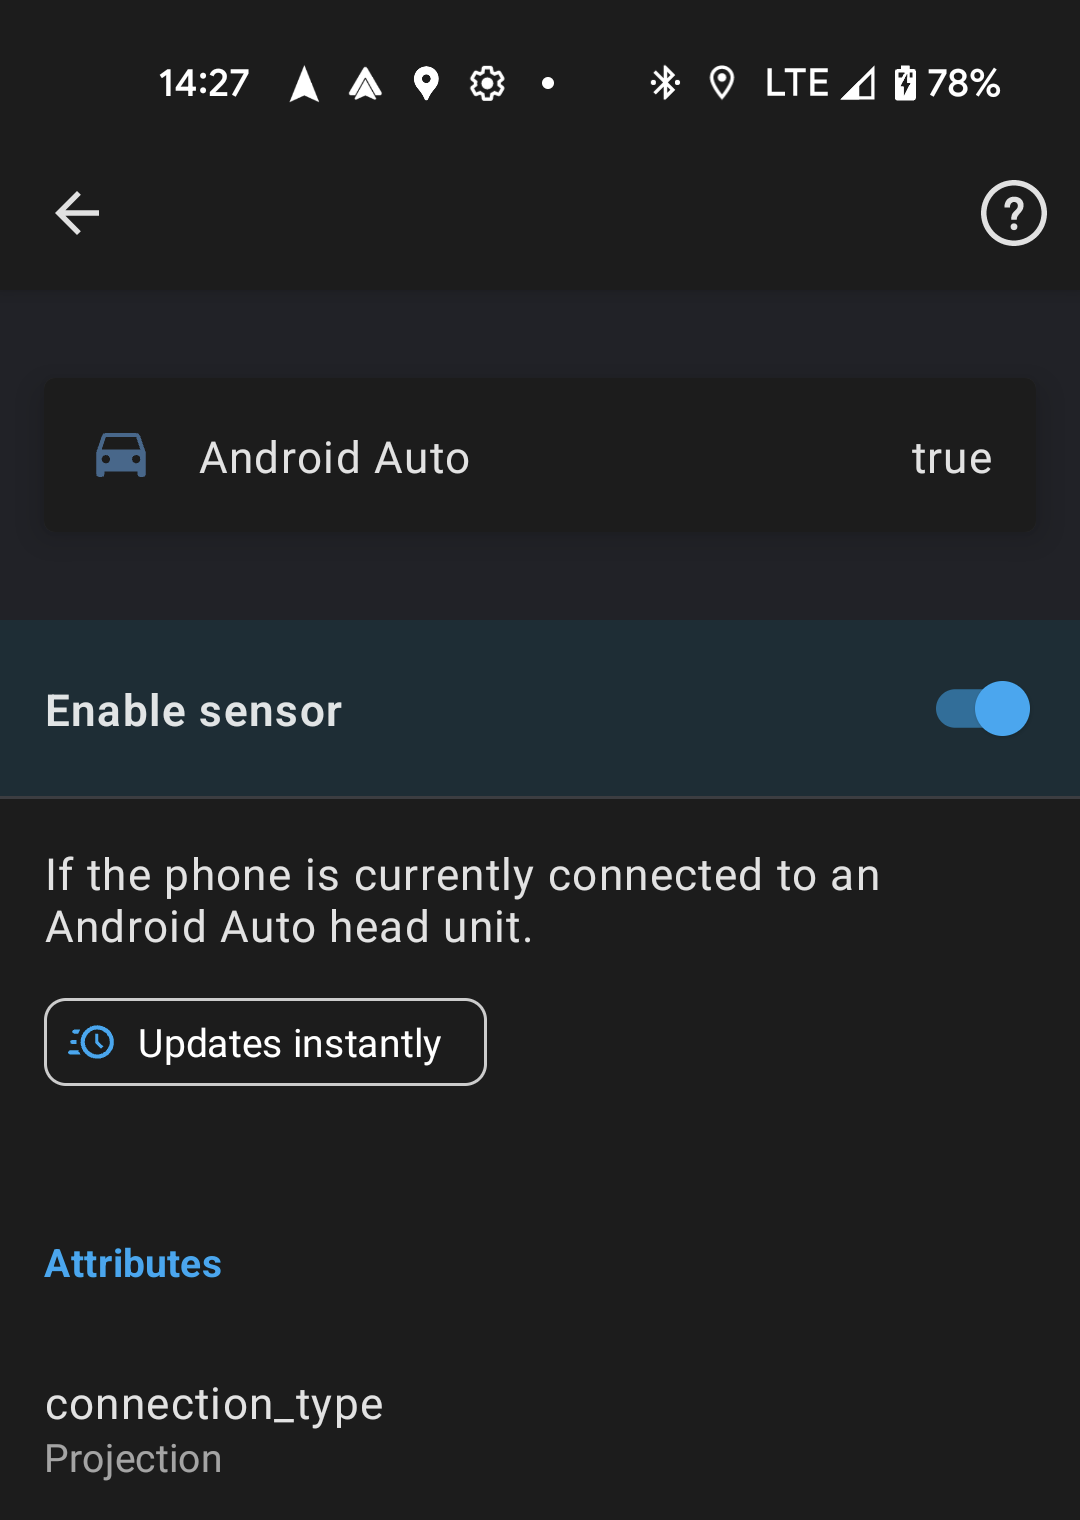 14:27 LTE 78%
?
Android Auto true
Enable sensor
If the phone is currently connected to an
Android Auto head unit.
Updates instantly
Attributes
connection_type
Projection